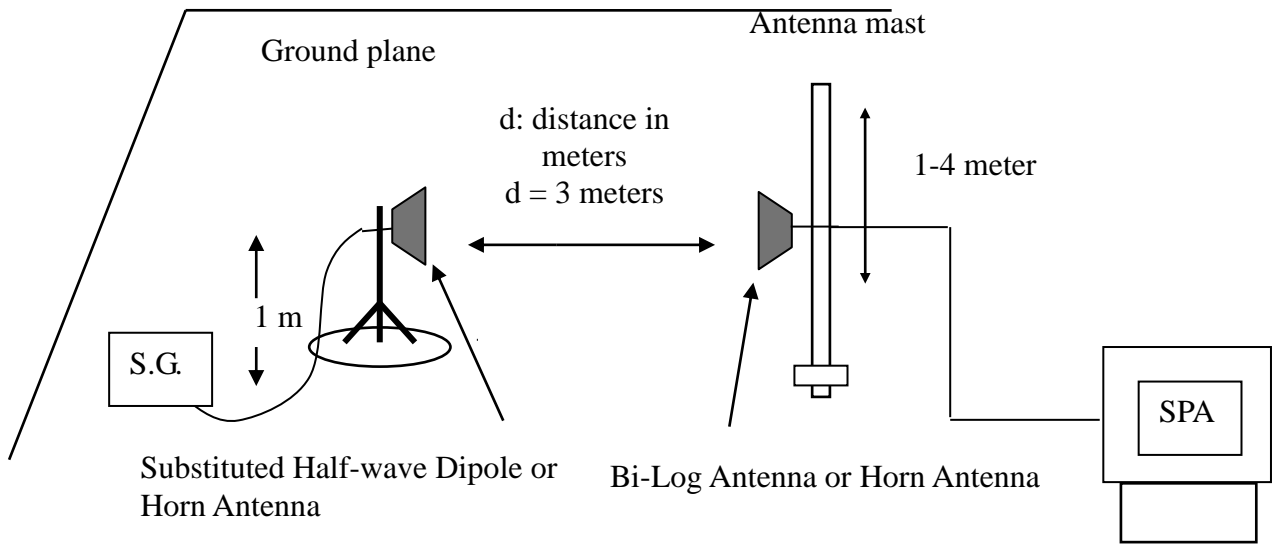 Antenna mast
Ground plane
d: distance in
meters
d = 3 meters
1-4 meter
1 m
S.G.
SPA
Substituted Half-wave Dipole or
Horn Antenna
Bi-Log Antenna or Horn Antenna